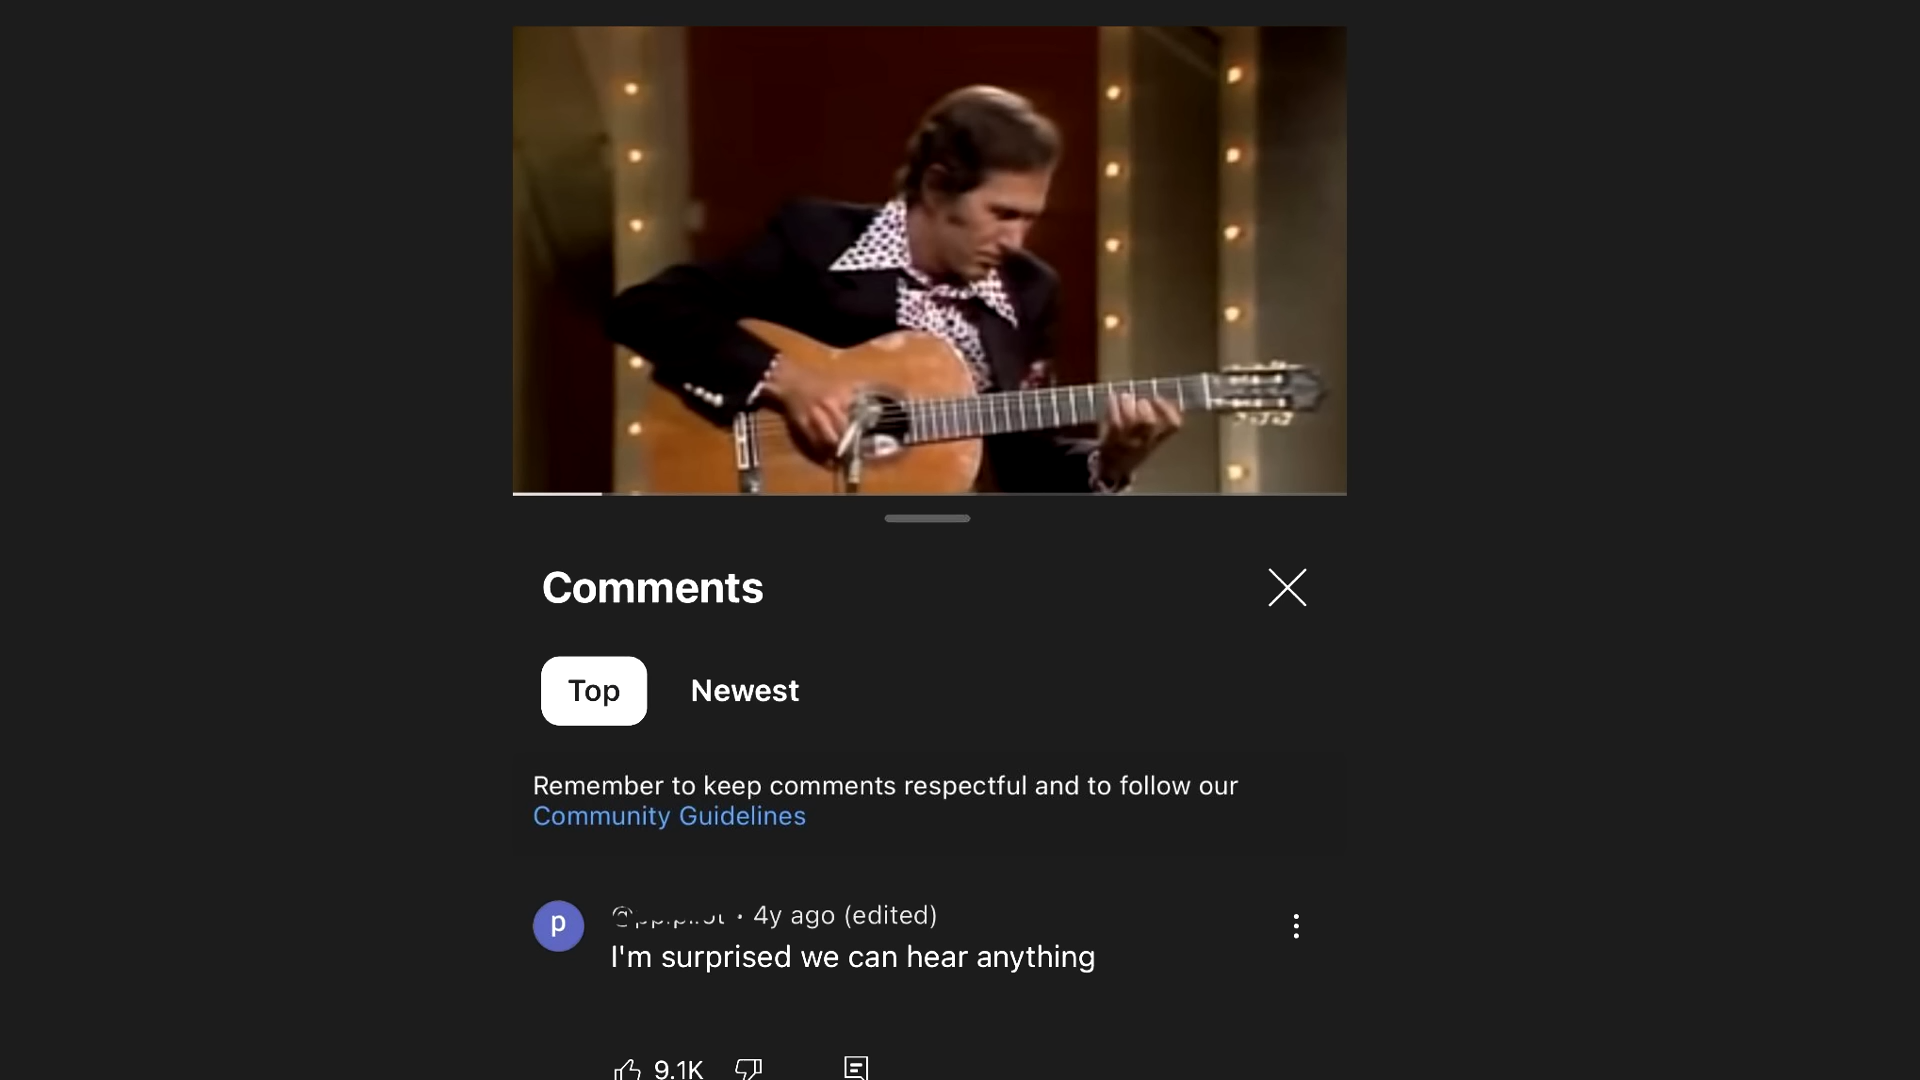 Comments
Top Newest
Remember to keep comments respectful and to follow our
Community Guidelines
p
• 4y ago (edited)
I'm surprised we can hear anything
9.1K